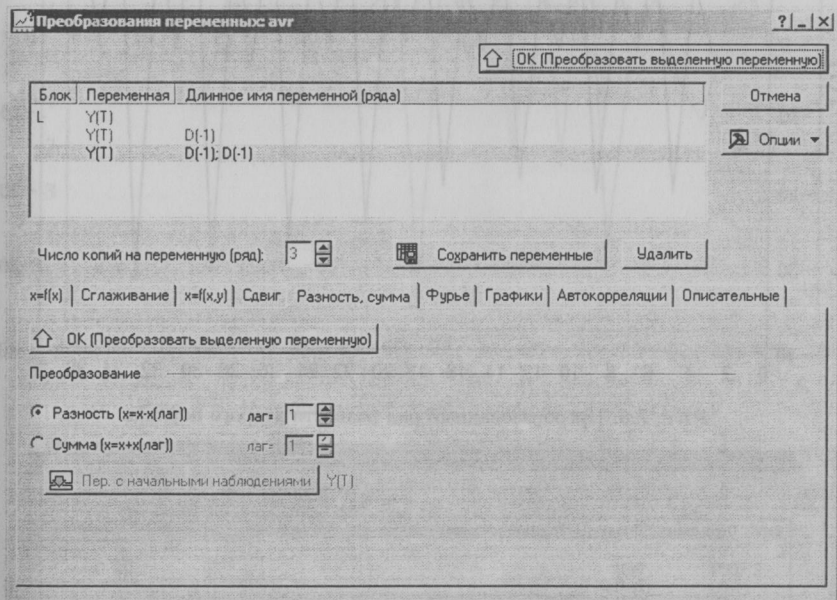 Преобразования переменных: avr
OK (Преобразовать выделенную переменную)
Блок Переменная Длинное имя переменной (ряда)
Отмена
L Y(T)
Y(T) D(-1)
Y(T) D(-1); D(-1)
Опции
Число копий на переменную (ряд): 3 Сохранить переменные Удалить
x=f(x) Сглаживание x=f(x,y) Сдвиг Разность, сумма Фурье Графики Автокорреляции Описательные
OK (Преобразовать выделенную переменную)
Преобразование
Разность (x=x-x(лаг)) лаг= 1
Сумма (x=x+x(лаг)) лаг= 1
Пер. с начальными наблюдениями Y(T)